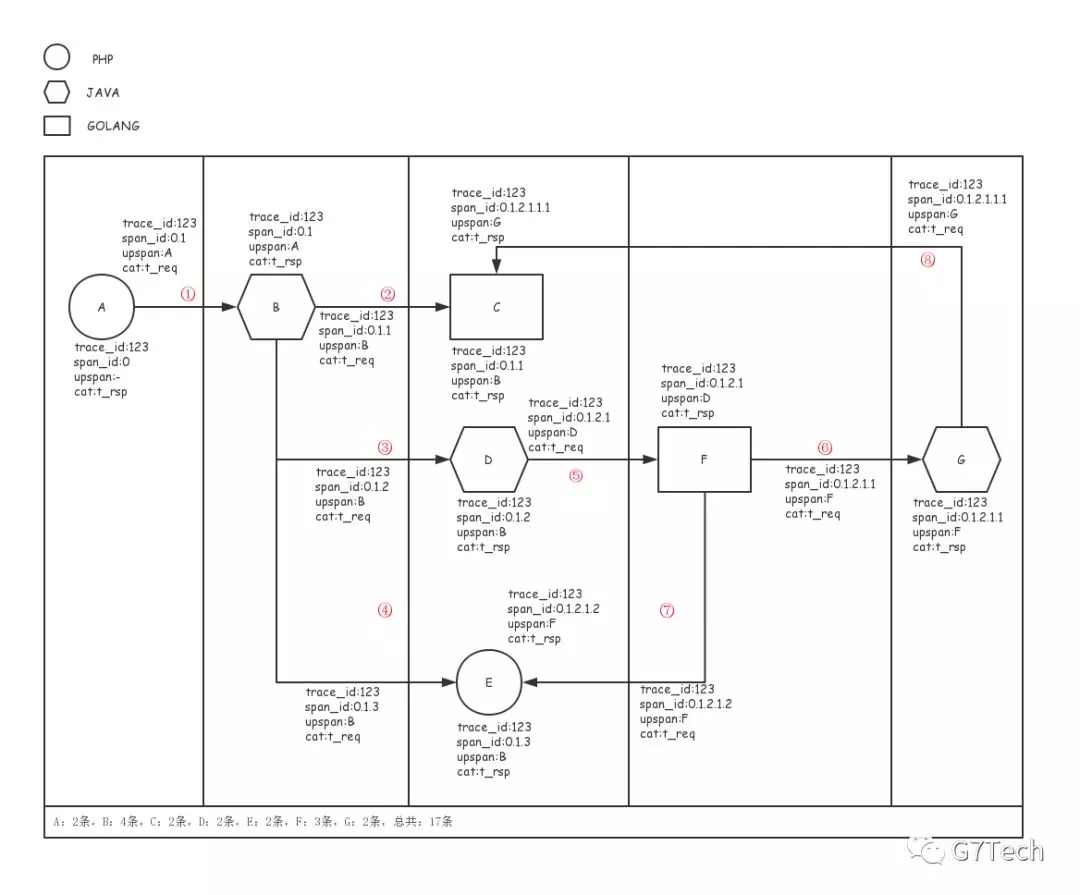 PHP
JAVA
GOLANG
trace_id:123
span_id:0.1
upspan:A
cat:t_req
①
A
trace_id:123
span_id:0
upspan:-
cat:t_rsp
trace_id:123
span_id:0.1
upspan:A
cat:t_rsp
B
②
trace_id:123
span_id:0.1.1
upspan:B
cat:t_req
trace_id:123
span_id:0.1.2.1.1.1
upspan:G
cat:t_rsp
C
trace_id:123
span_id:0.1.1
upspan:B
cat:t_rsp
trace_id:123
span_id:0.1.2.1.1.1
upspan:G
cat:t_req
⑧
③
trace_id:123
span_id:0.1.2
upspan:B
cat:t_req
D
trace_id:123
span_id:0.1.2
upspan:B
cat:t_rsp
trace_id:123
span_id:0.1.2.1
upspan:D
cat:t_req
⑤
trace_id:123
span_id:0.1.2.1
upspan:D
cat:t_rsp
F
⑥
trace_id:123
span_id:0.1.2.1.1
upspan:F
cat:t_req
G
trace_id:123
span_id:0.1.2.1.1
upspan:F
cat:t_rsp
④
trace_id:123
span_id:0.1.3
upspan:B
cat:t_req
trace_id:123
span_id:0.1.2.1.2
upspan:F
cat:t_rsp
E
trace_id:123
span_id:0.1.3
upspan:B
cat:t_rsp
⑦
trace_id:123
span_id:0.1.2.1.2
upspan:F
cat:t_req
A: 2条, B: 4条, C: 2条, D: 2条, E: 2条, F: 3条, G: 2条, 总共: 17条
G7Tech